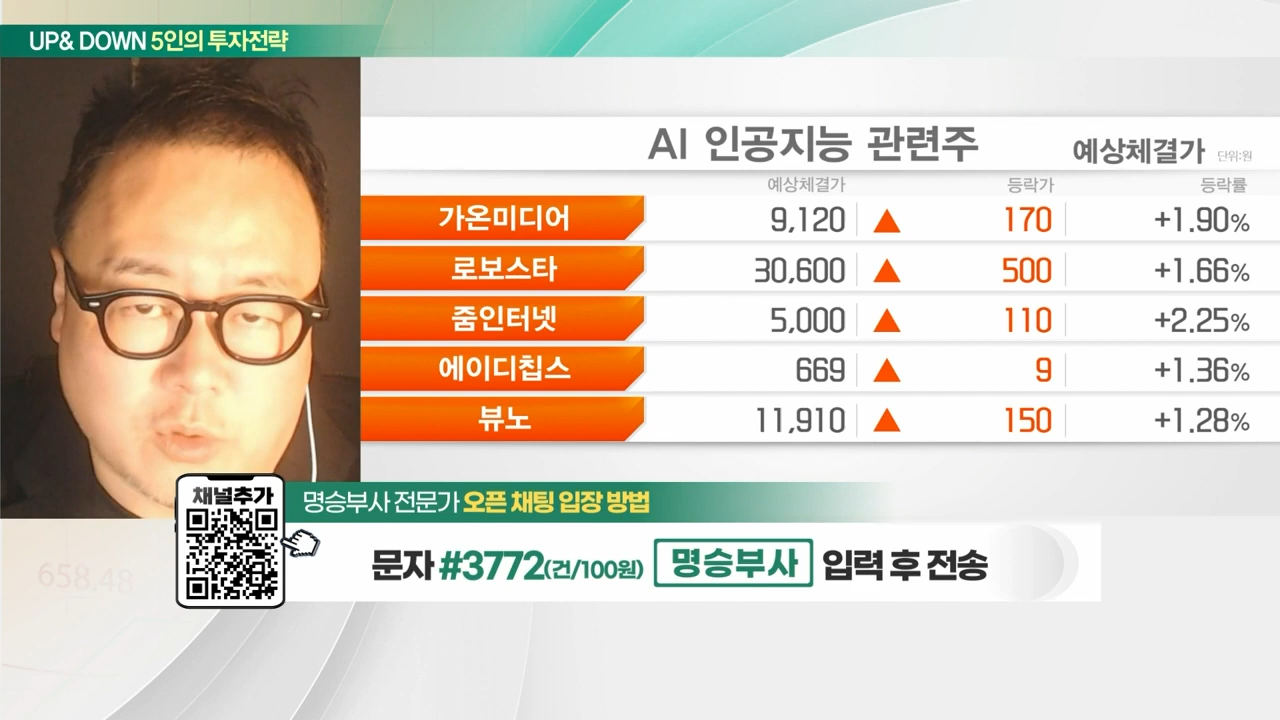 UP& DOWN 5인의 투자전략
AI 인공지능 관련주 예상체결가 단위:원
예상체결가 등락가 등락률
가온미디어 9,120 ▲ 170 +1.90%
로보스타 30,600 ▲ 500 +1.66%
줌인터넷 5,000 ▲ 110 +2.25%
에이디칩스 669 ▲ 9 +1.36%
뷰노 11,910 ▲ 150 +1.28%
채널추가
명승부사 전문가 오픈 채팅 입장 방법
문자 #3772(건/100원) 명승부사 입력 후 전송
658.48